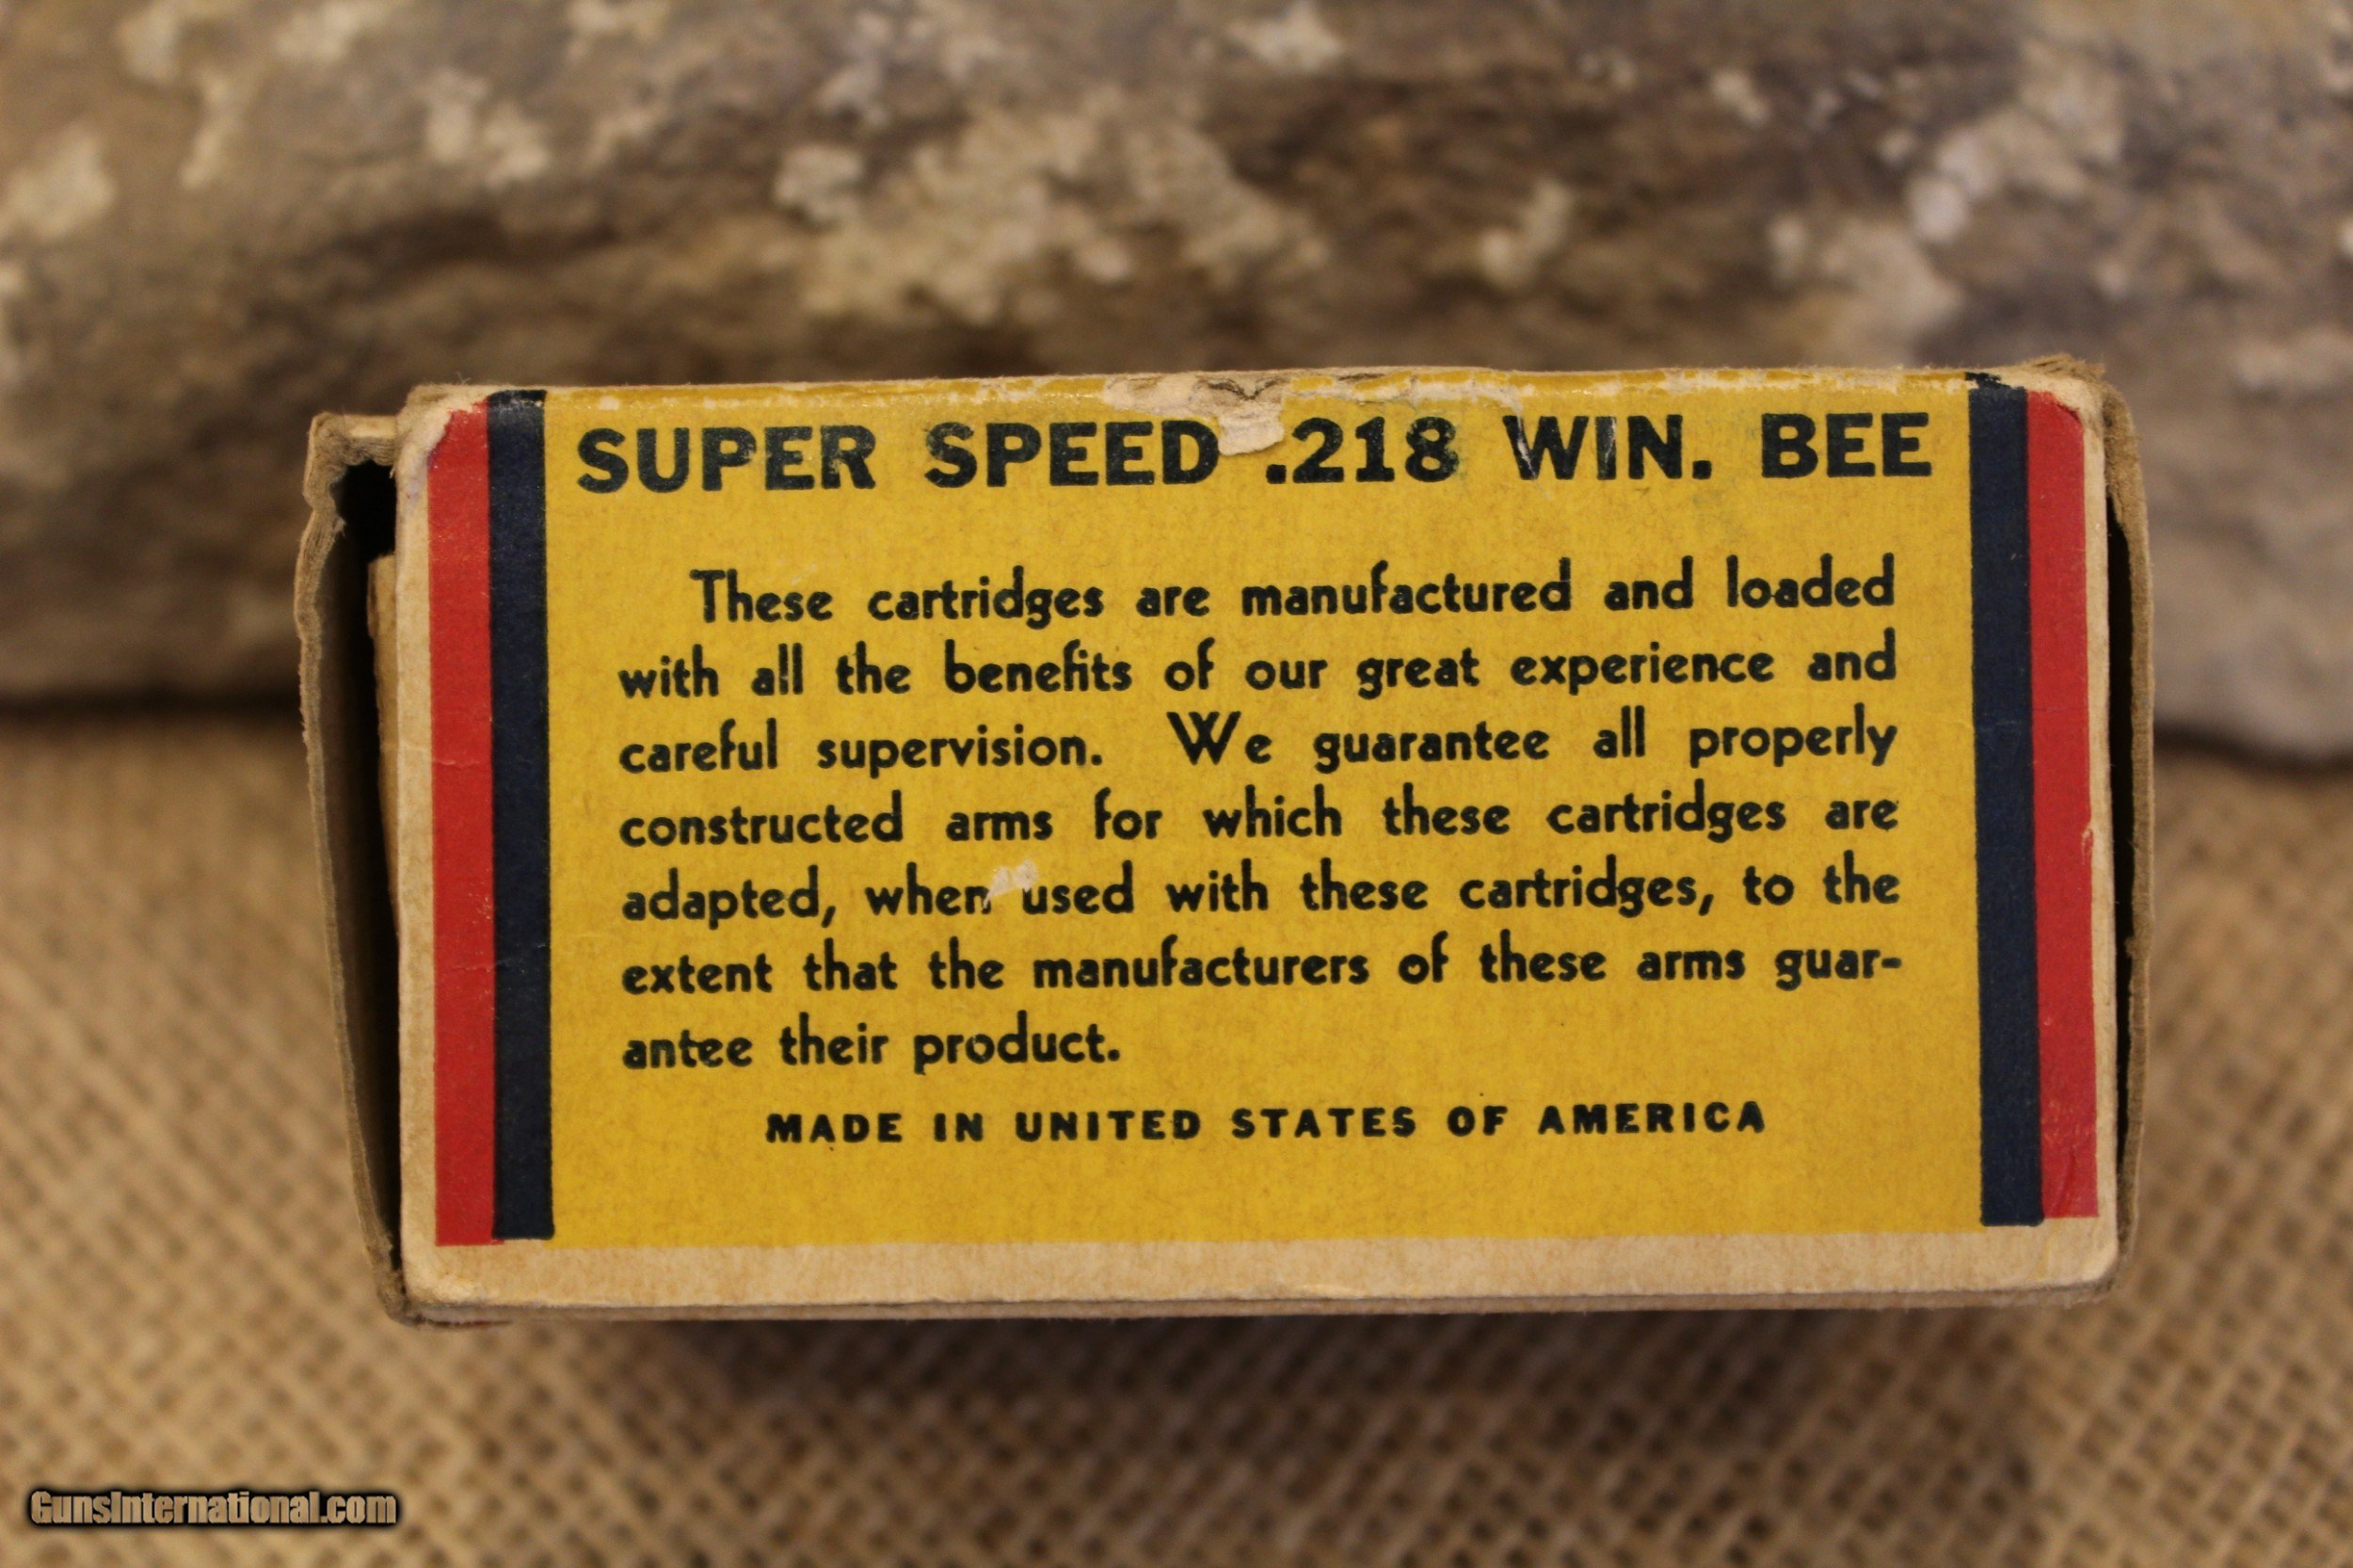 SUPER SPEED .218 WIN. BEE
These cartridges are manufactured and loaded
with all the benefits of our great experience and
careful supervision. We guarantee all properly
constructed arms for which these cartridges are
adapted, when used with these cartridges, to the
extent that the manufacturers of these arms guar-
antee their product.
MADE IN UNITED STATES OF AMERICA
GunsInternational.com